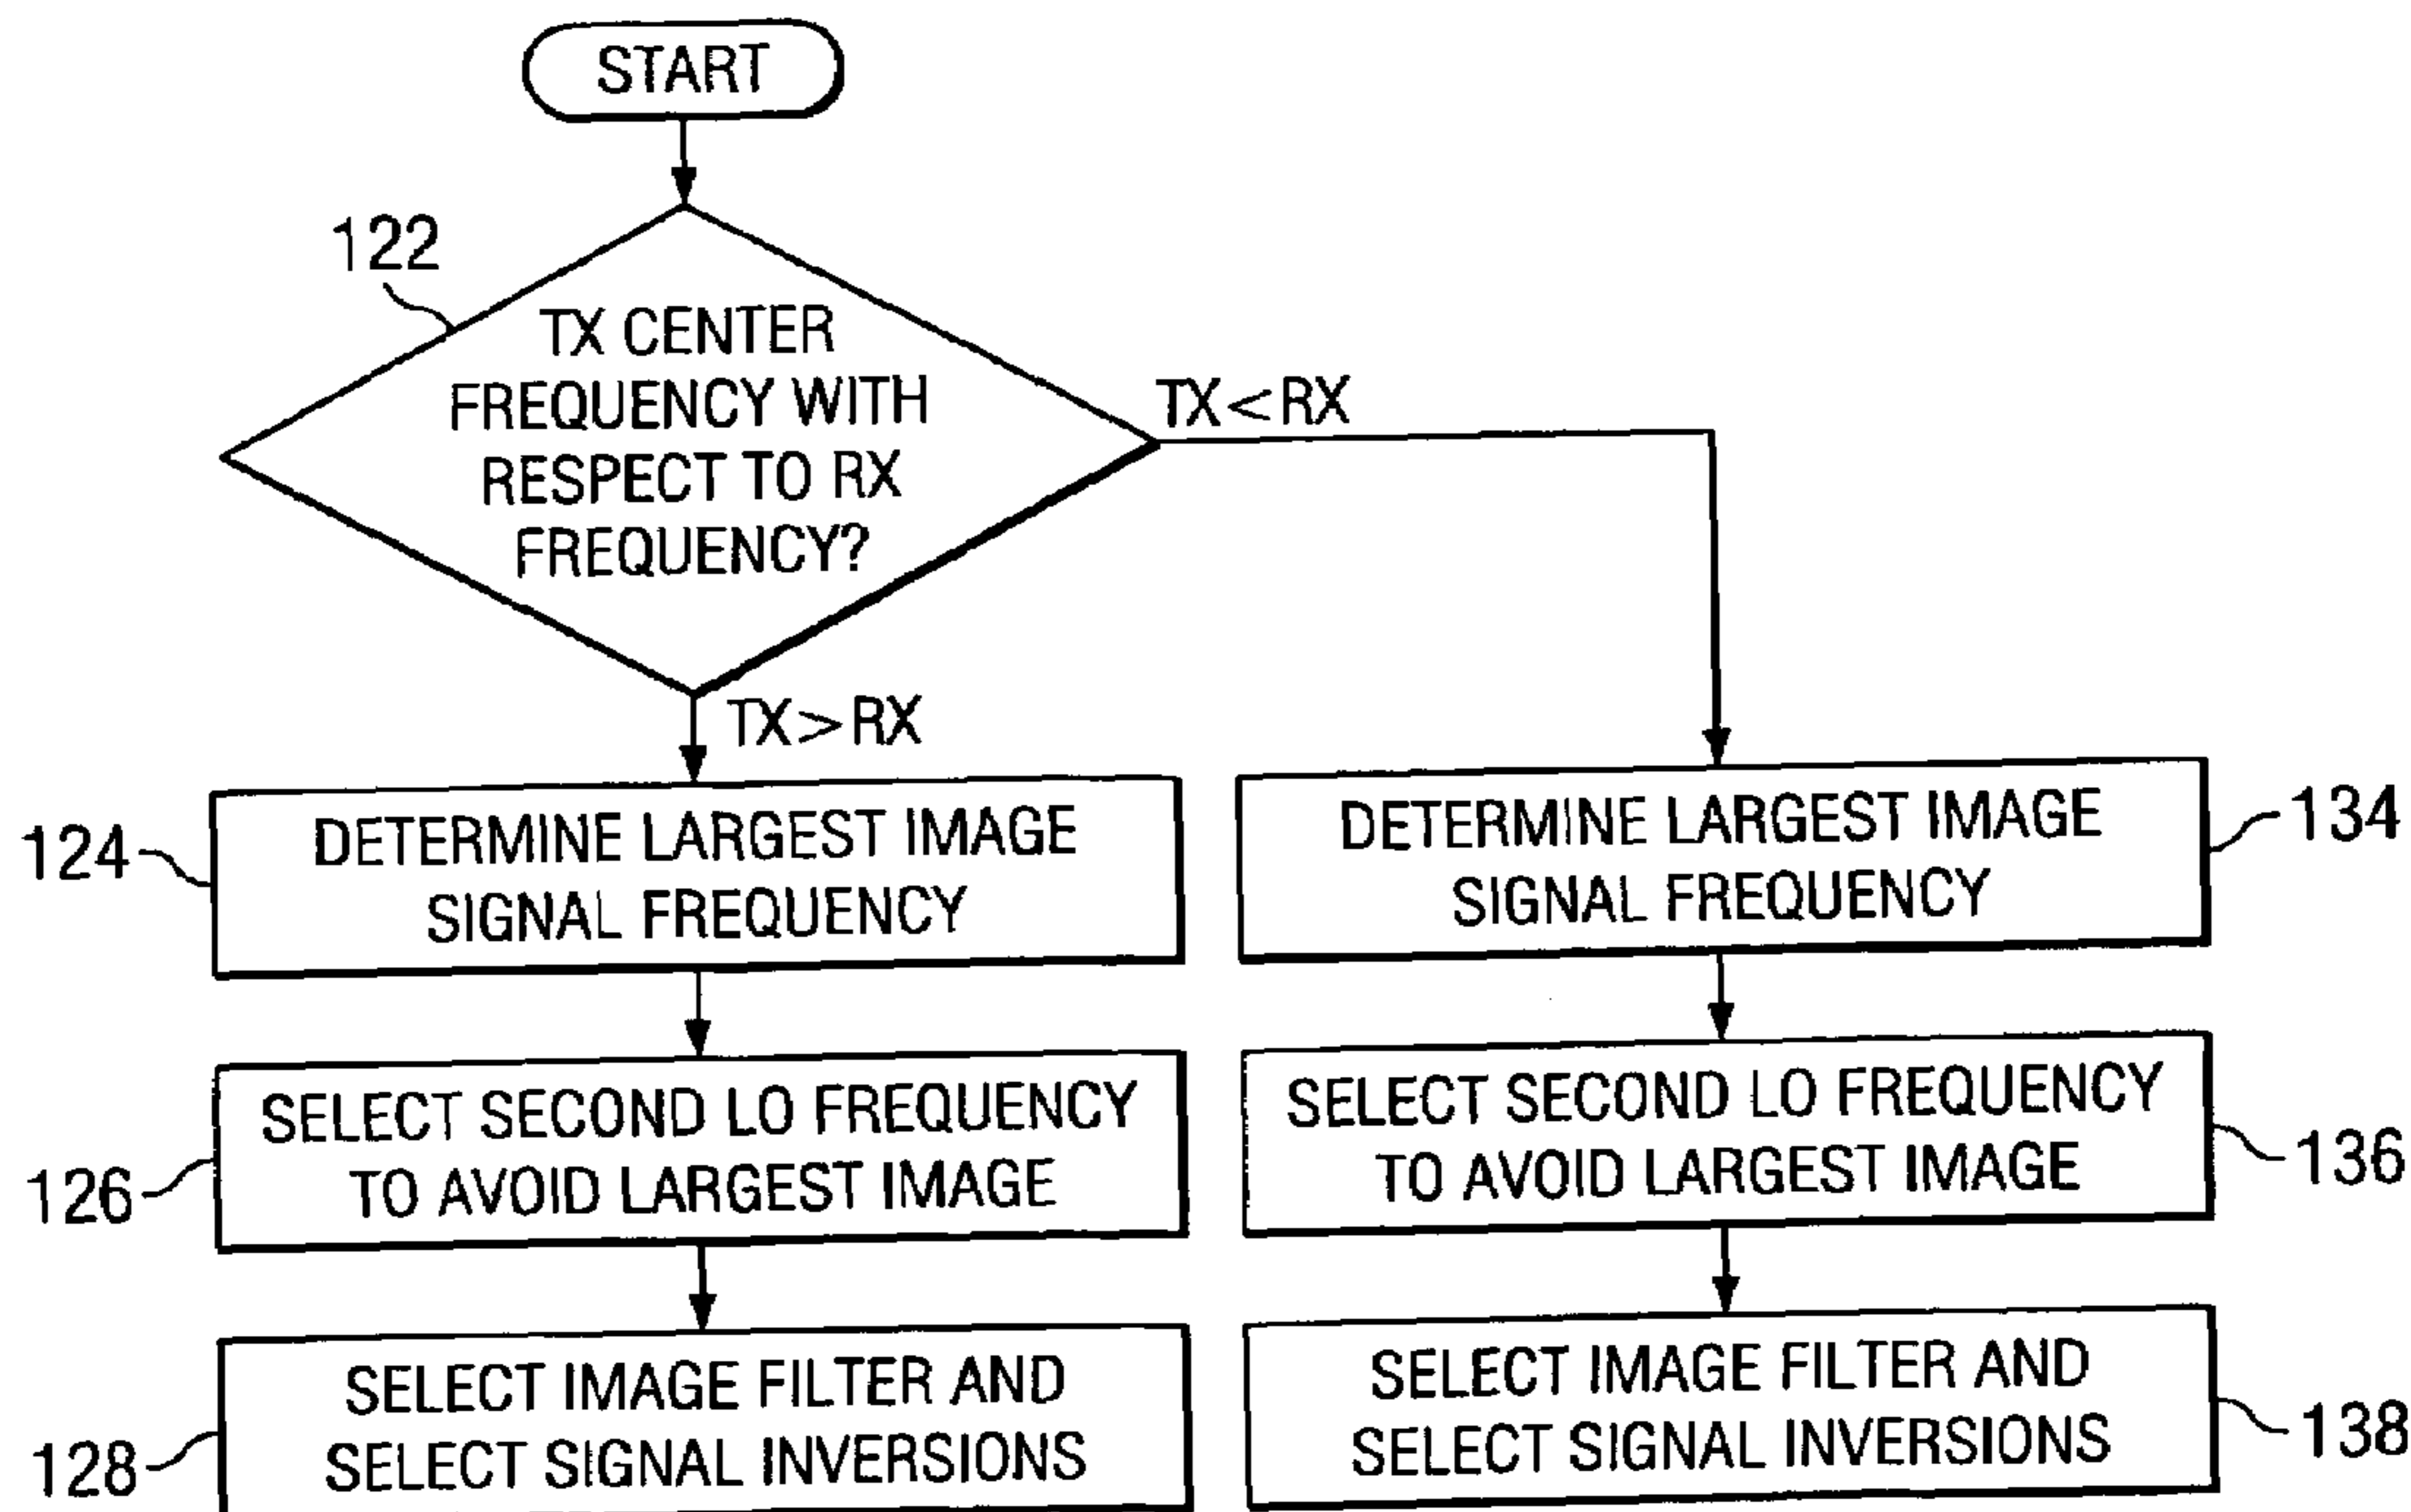 START
122
TX CENTER
FREQUENCY WITH
RESPECT TO RX
FREQUENCY?
TX<RX
TX>RX
124
DETERMINE LARGEST IMAGE
SIGNAL FREQUENCY
DETERMINE LARGEST IMAGE
SIGNAL FREQUENCY
134
126
SELECT SECOND LO FREQUENCY
TO AVOID LARGEST IMAGE
SELECT SECOND LO FREQUENCY
TO AVOID LARGEST IMAGE
136
128
SELECT IMAGE FILTER AND
SELECT SIGNAL INVERSIONS
SELECT IMAGE FILTER AND
SELECT SIGNAL INVERSIONS
138